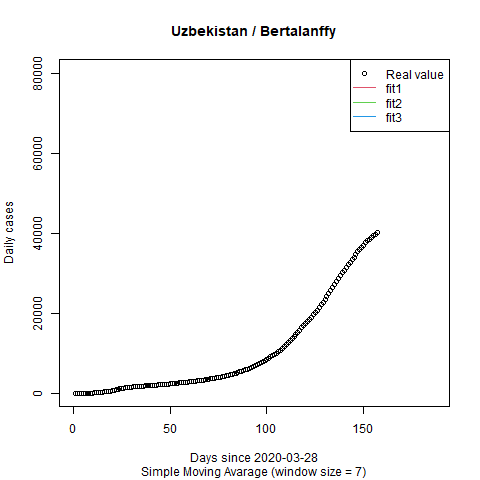 Uzbekistan / Bertalanffy
Real value
fit1
fit2
fit3
Daily cases
0
20000
40000
60000
80000
0 50 100 150
Days since 2020-03-28
Simple Moving Avarage (window size = 7)